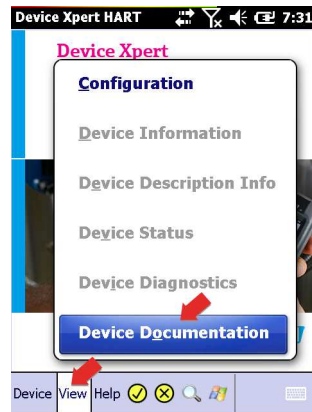 Device Xpert HART 7:31
Device Xpert
Configuration
Device Information
Device Description Info
Device Status
Device Diagnostics
Device Documentation
Device View Help